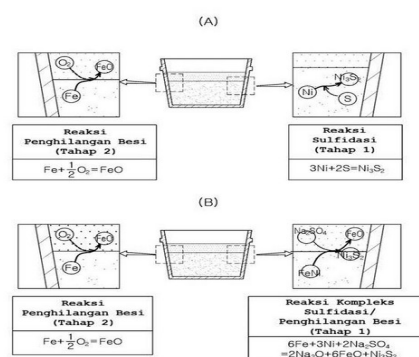 (A)
O₂
FeO
Fe
Ni₃S₂
Ni
S
Reaksi
Penghilangan Besi
(Tahap 2)
Fe+½O₂=FeO
Reaksi
Sulfidasi
(Tahap 1)
3Ni+2S=Ni₃S₂
(B)
O₂
FeO
Fe
Na₂SO₄
FeO
Ni₃S₂
FeNi
Reaksi
Penghilangan Besi
(Tahap 2)
Fe+½O₂=FeO
Reaksi Kompleks
Sulfidasi/
Penghilangan Besi
(Tahap 1)
6Fe+3Ni+2Na₂SO₄
=2Na₂O+6FeO+Ni₃S₂